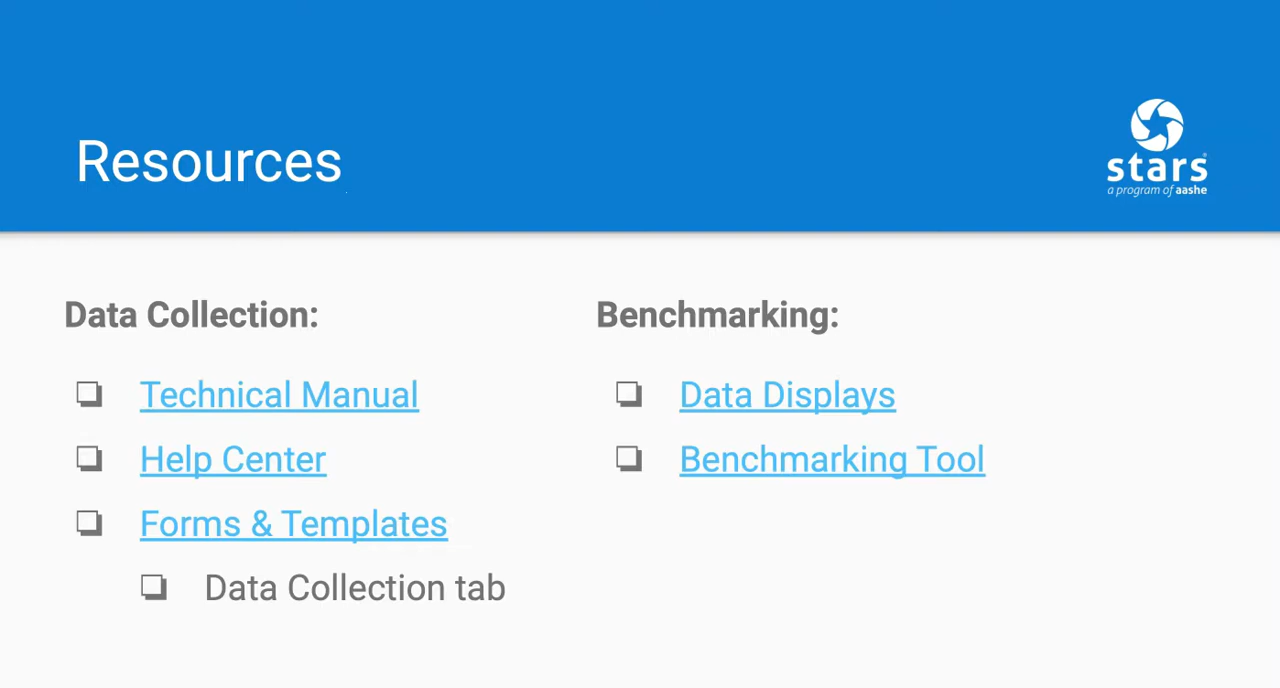 Resources
stars
a program of aashe
Data Collection:
Technical Manual
Help Center
Forms & Templates
Data Collection tab
Benchmarking:
Data Displays
Benchmarking Tool